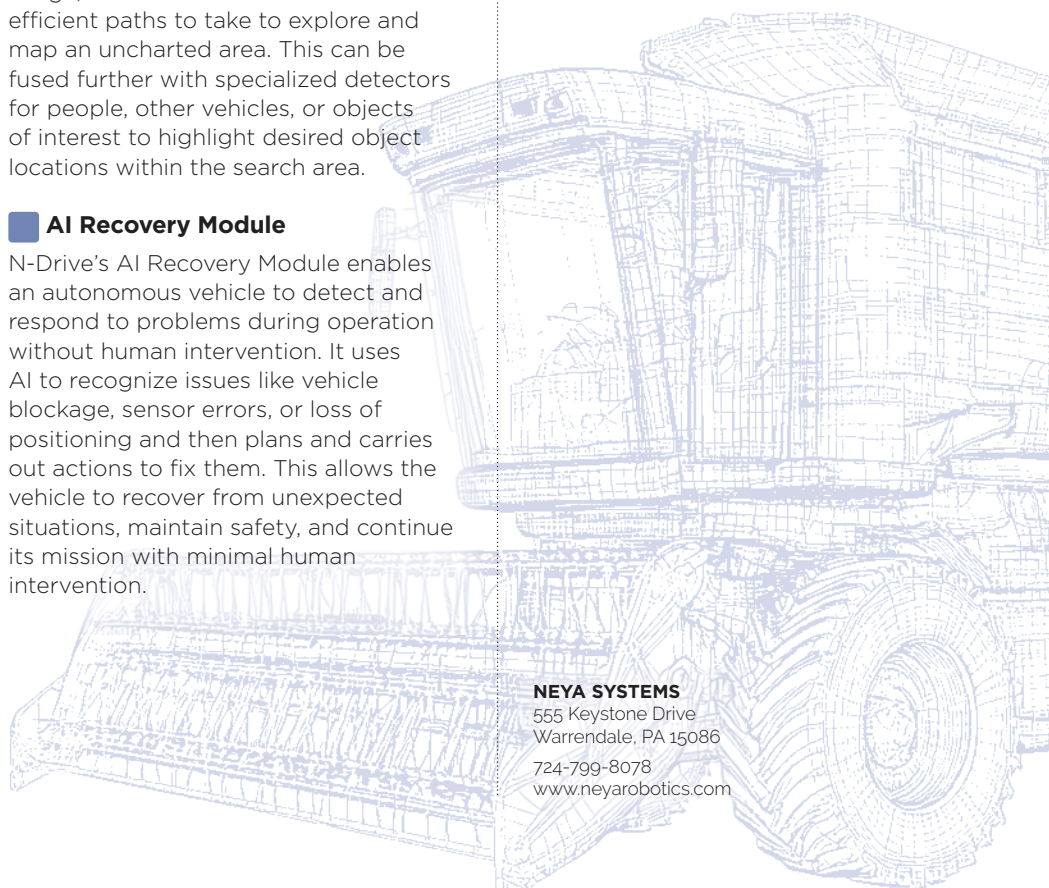 efficient paths to take to explore and
map an uncharted area. This can be
fused further with specialized detectors
for people, other vehicles, or objects
of interest to highlight desired object
locations within the search area.
AI Recovery Module
N-Drive's AI Recovery Module enables
an autonomous vehicle to detect and
respond to problems during operation
without human intervention. It uses
AI to recognize issues like vehicle
blockage, sensor errors, or loss of
positioning and then plans and carries
out actions to fix them. This allows the
vehicle to recover from unexpected
situations, maintain safety, and continue
its mission with minimal human
intervention.
NEYA SYSTEMS
555 Keystone Drive
Warrendale, PA 15086
724-799-8078
www.neyarobotics.com